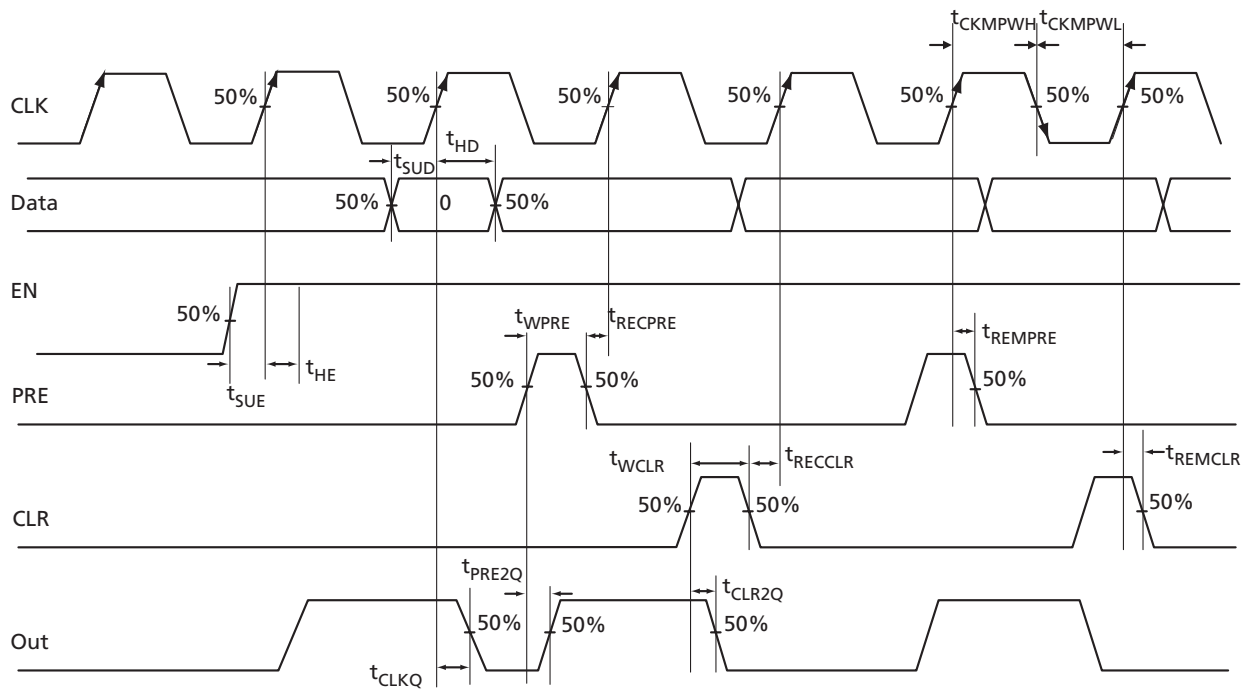 tCKMPWH tCKMPWL
CLK 50% 50% 50% 50% 50% 50% 50%
tSUD tHD
Data 50% 0 50%
EN 50%
tSUE tHE
tWPRE tRECPRE tREMPRE
PRE 50% 50% 50%
tWCLR tRECCLR tREMCLR
CLR 50% 50% 50%
tPRE2Q tCLR2Q
Out 50% 50% 50%
tCLKQ